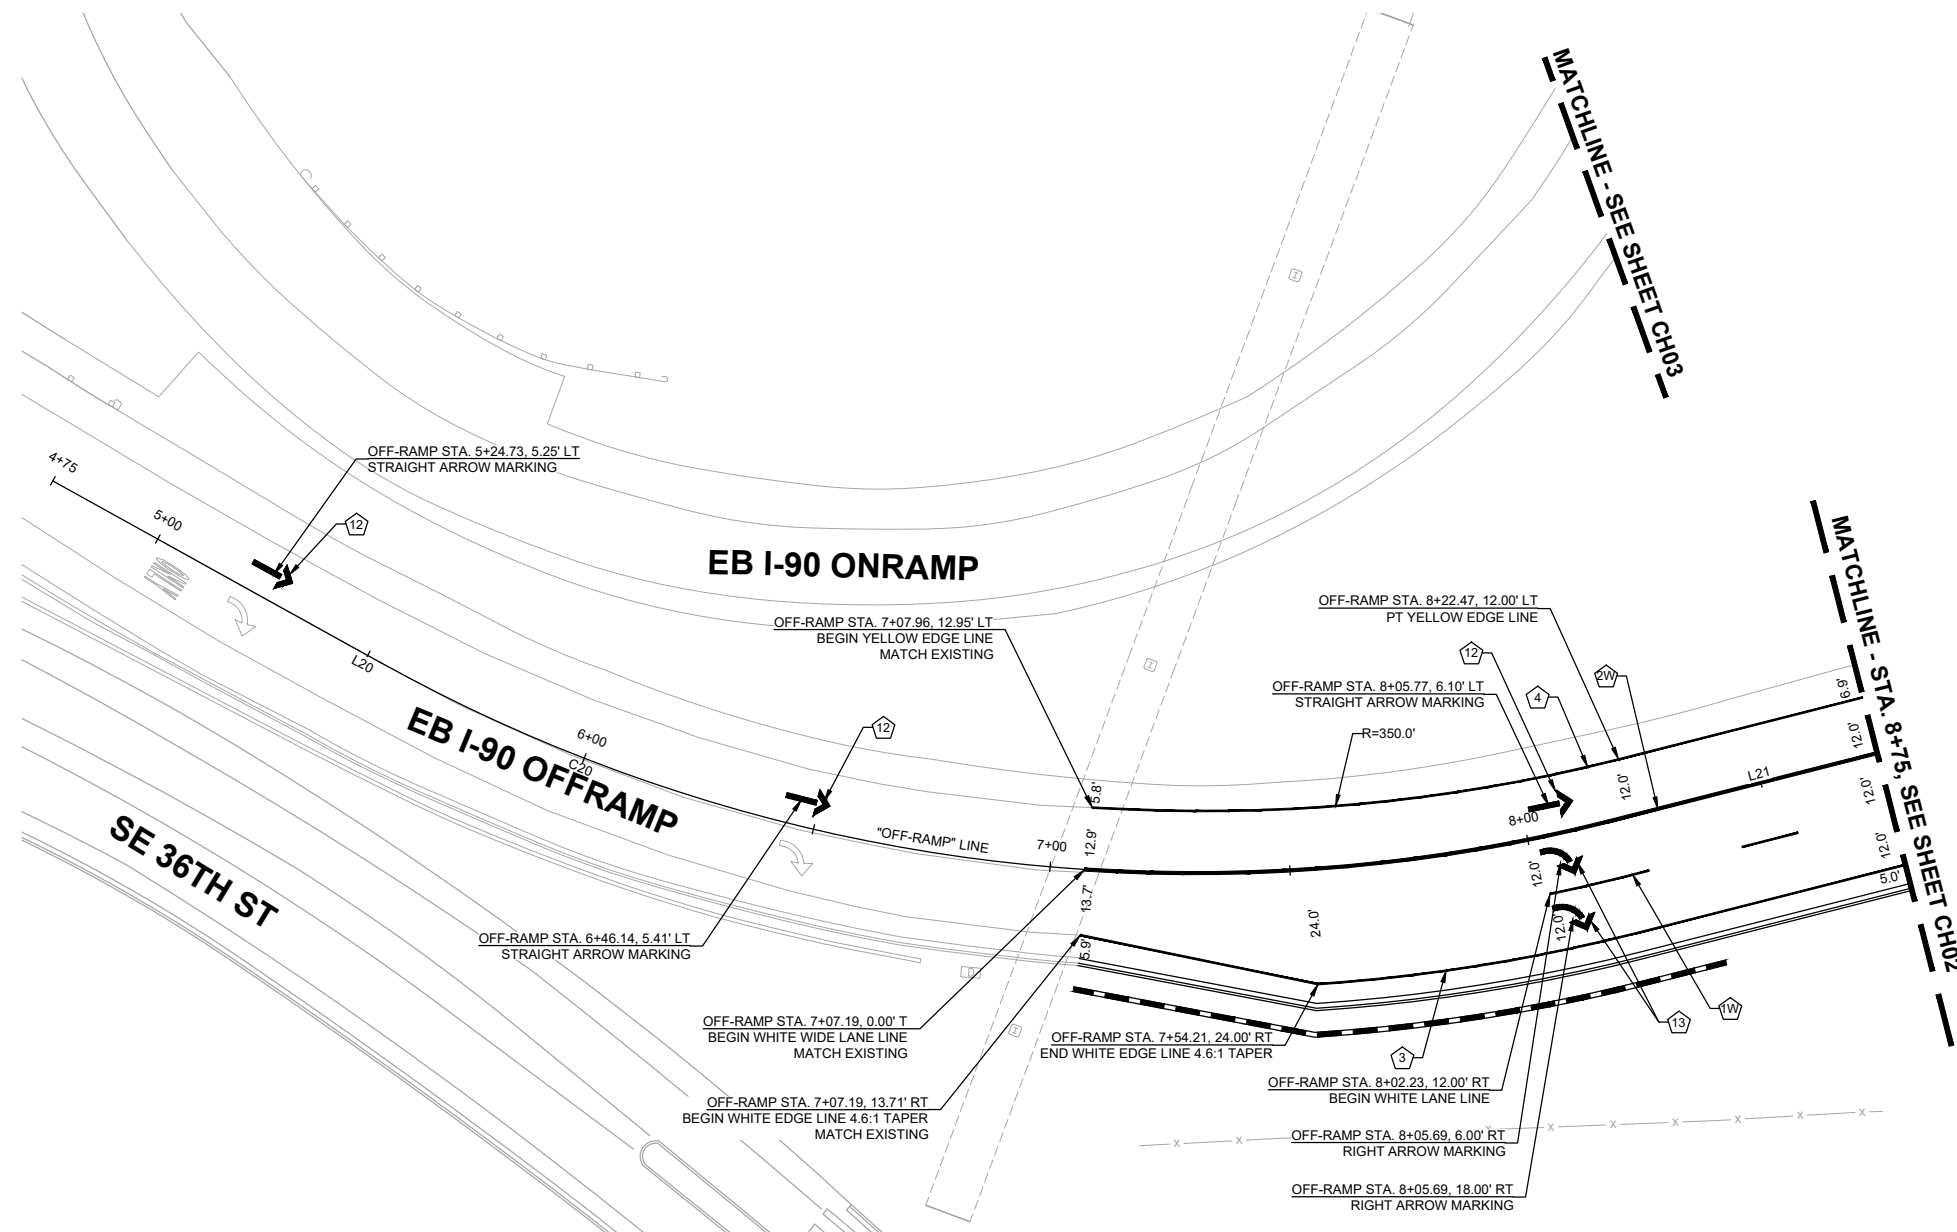 MATCHLINE - SEE SHEET CH03
4+75
OFF-RAMP STA. 5+24.73, 5.25' LT
STRAIGHT ARROW MARKING
5+00
12
EB I-90 ONRAMP
OFF-RAMP STA. 7+07.96, 12.95' LT
BEGIN YELLOW EDGE LINE
MATCH EXISTING
OFF-RAMP STA. 8+22.47, 12.00' LT
PT YELLOW EDGE LINE
12
4
2W
OFF-RAMP STA. 8+05.77, 6.10' LT
STRAIGHT ARROW MARKING
R=350.0'
L20
EB I-90 OFFRAMP
6+00
C20
12
SE 36TH ST
"OFF-RAMP" LINE
7+00
5.8'
12.9'
13.7'
5.9'
24.0'
8+00
12.0'
12.0'
12.0'
L21
6.9'
12.0'
12.0'
12.0'
5.0'
MATCHLINE - STA. 8+75, SEE SHEET CH02
OFF-RAMP STA. 6+46.14, 5.41' LT
STRAIGHT ARROW MARKING
OFF-RAMP STA. 7+07.19, 0.00' T
BEGIN WHITE WIDE LANE LINE
MATCH EXISTING
OFF-RAMP STA. 7+54.21, 24.00' RT
END WHITE EDGE LINE 4.6:1 TAPER
3
13
1W
OFF-RAMP STA. 7+07.19, 13.71' RT
BEGIN WHITE EDGE LINE 4.6:1 TAPER
MATCH EXISTING
OFF-RAMP STA. 8+02.23, 12.00' RT
BEGIN WHITE LANE LINE
OFF-RAMP STA. 8+05.69, 6.00' RT
RIGHT ARROW MARKING
OFF-RAMP STA. 8+05.69, 18.00' RT
RIGHT ARROW MARKING